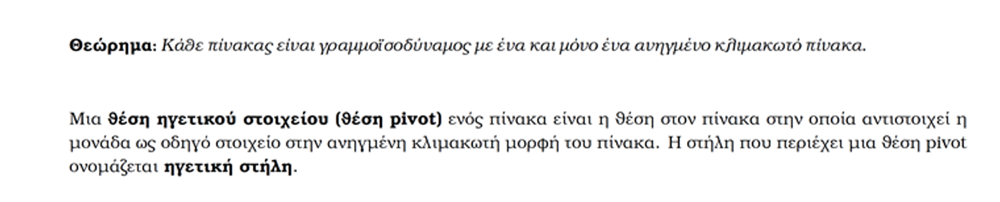 Θεώρημα: Κάθε πίνακας είναι γραμμοϊσοδύναμος με ένα και μόνο ένα ανηγμένο κλιμακωτό πίνακα.
Μια θέση ηγετικού στοιχείου (θέση pivot) ενός πίνακα είναι η θέση στον πίνακα στην οποία αντιστοιχεί η
μονάδα ως οδηγό στοιχείο στην ανηγμένη κλιμακωτή μορφή του πίνακα. Η στήλη που περιέχει μια θέση pivot
ονομάζεται ηγετική στήλη.